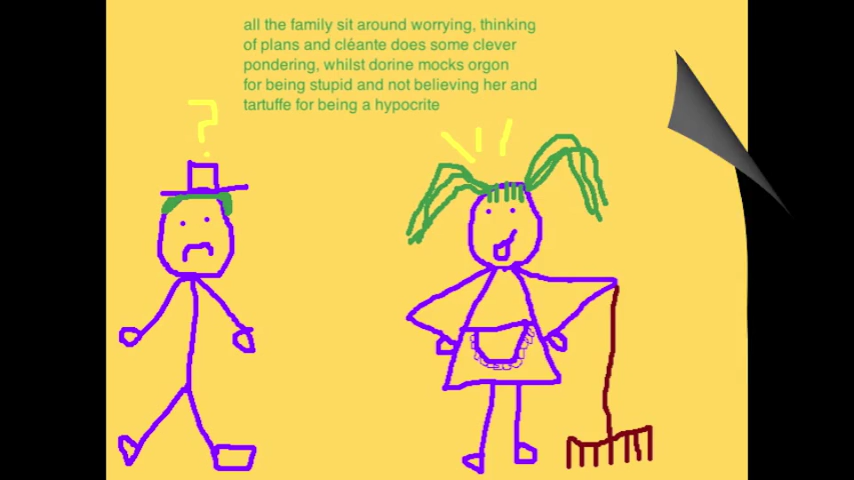 all the family sit around worrying, thinking
of plans and cléante does some clever
pondering, whilst dorine mocks orgon
for being stupid and not believing her and
tartuffe for being a hypocrite
?